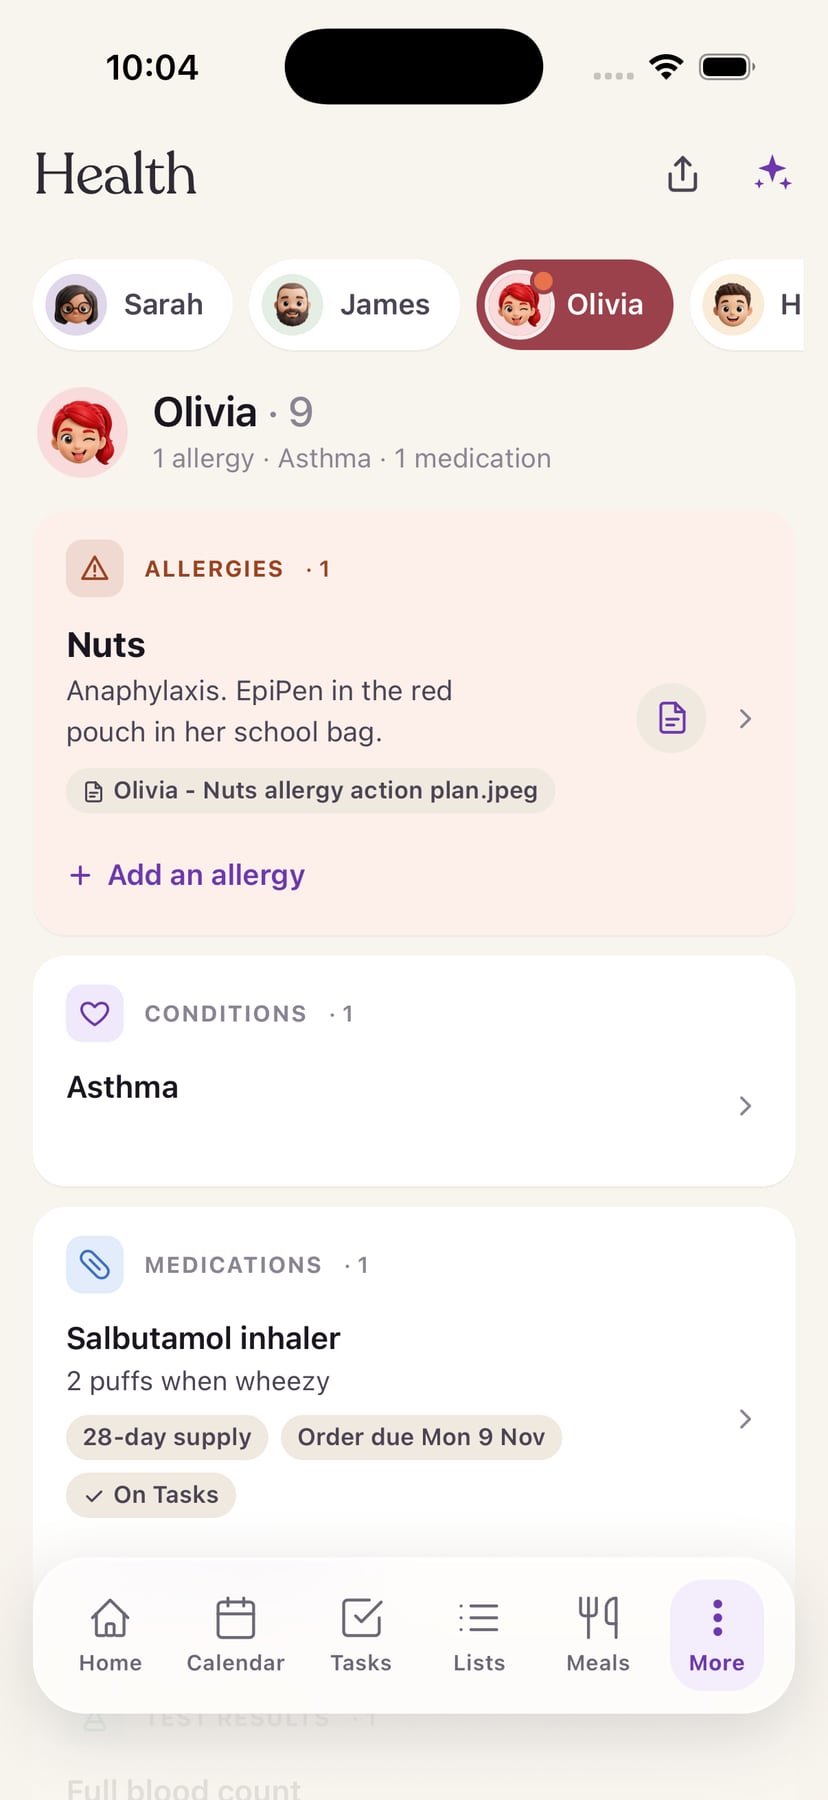 10:04
Health
Sarah
James
Olivia
H
Olivia · 9
1 allergy · Asthma · 1 medication
ALLERGIES · 1
Nuts
Anaphylaxis. EpiPen in the red
pouch in her school bag.
Olivia - Nuts allergy action plan.jpeg
+ Add an allergy
CONDITIONS · 1
Asthma
MEDICATIONS · 1
Salbutamol inhaler
2 puffs when wheezy
28-day supply
Order due Mon 9 Nov
On Tasks
Home
Calendar
Tasks
Lists
Meals
More
TEST RESULTS · 1
Full blood count